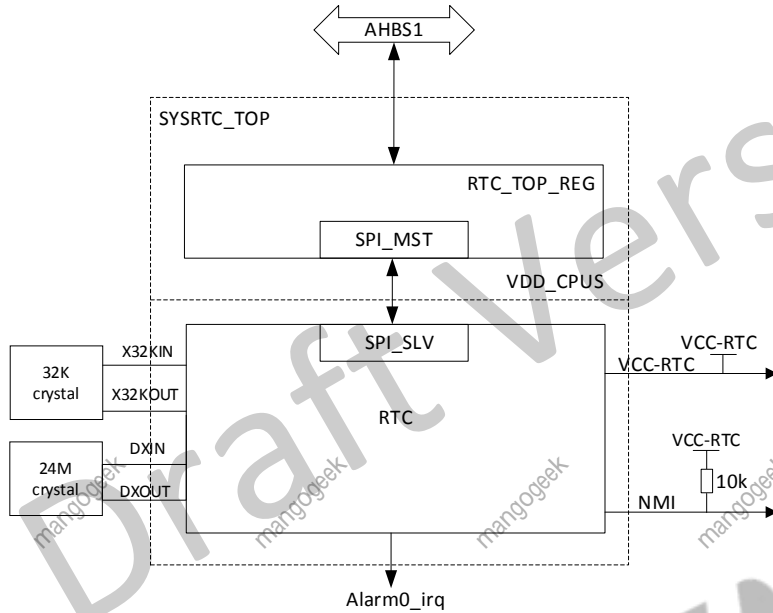 AHBS1
SYSRTC_TOP
RTC_TOP_REG
SPI_MST
VDD_CPUS
SPI_SLV
X32KIN
32K
crystal
X32KOUT
RTC
VCC-RTC
VCC-RTC
DXIN
24M
crystal
DXOUT
VCC-RTC
10k
NMI
Alarm0_irq
Draft Vers
mangogeek
mangogeek
mangogeek
mangogeek